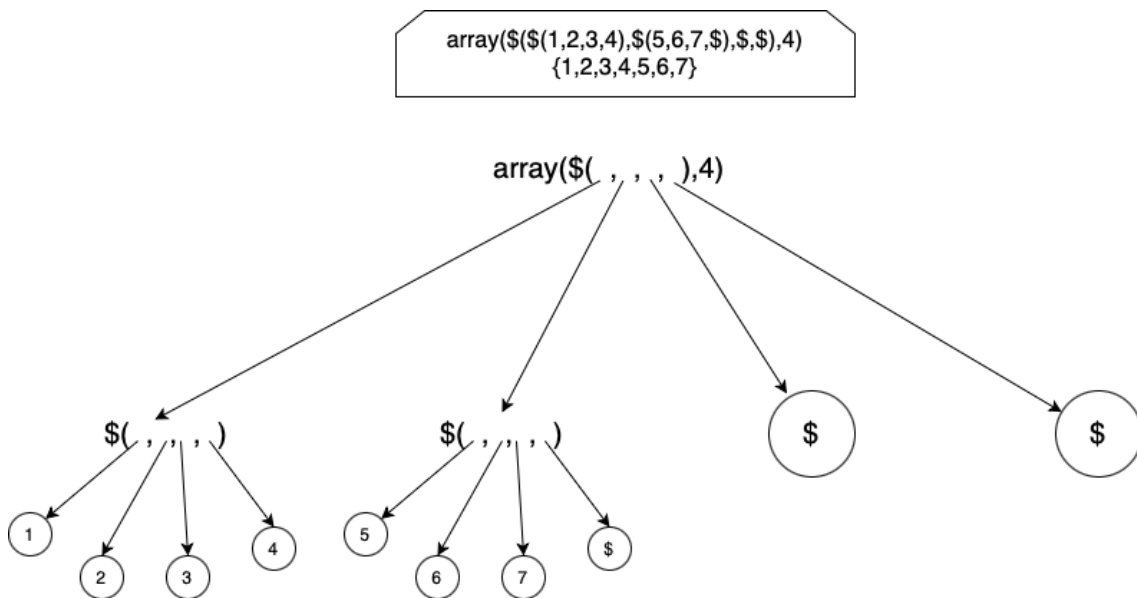 array($($(1,2,3,4),$(5,6,7,$),$,$),4)
{1,2,3,4,5,6,7}
array($( , , , ),4)
$( , , , )
$( , , , )
$
$
1
2
3
4
5
6
7
$